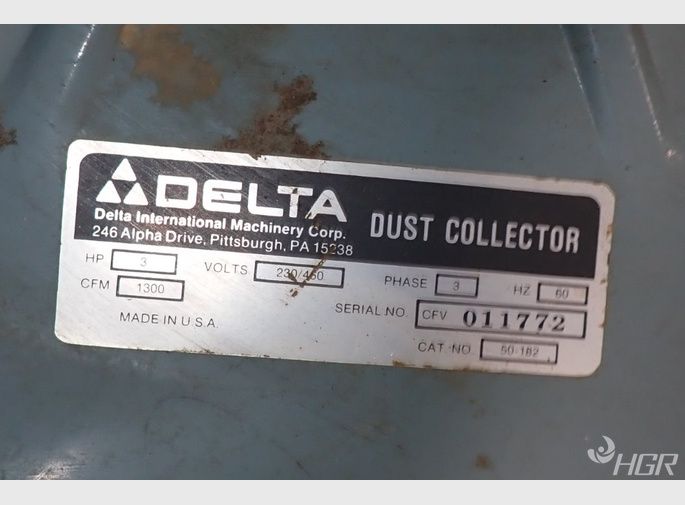 DELTA
Delta International Machinery Corp.
246 Alpha Drive, Pittsburgh, PA 15238
DUST COLLECTOR
HP 3 VOLTS 230/460 PHASE 3 HZ 60
CFM 1300 SERIAL NO. CFV 011772
MADE IN U.S.A. CAT. NO. 50-182
HGR